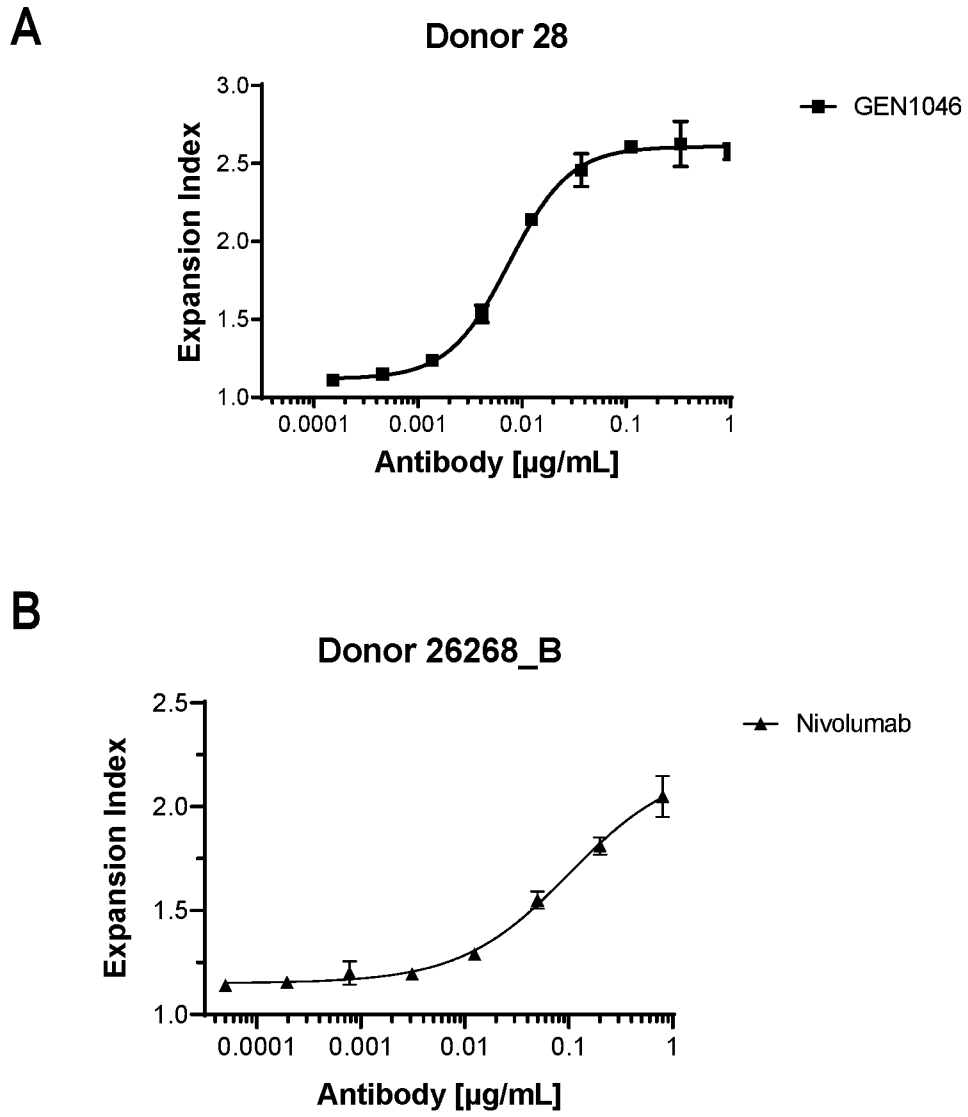 A
Donor 28
GEN1046
Expansion Index
3.0
2.5
2.0
1.5
1.0
0.0001 0.001 0.01 0.1 1
Antibody [µg/mL]
B
Donor 26268_B
Nivolumab
Expansion Index
2.5
2.0
1.5
1.0
0.0001 0.001 0.01 0.1 1
Antibody [µg/mL]